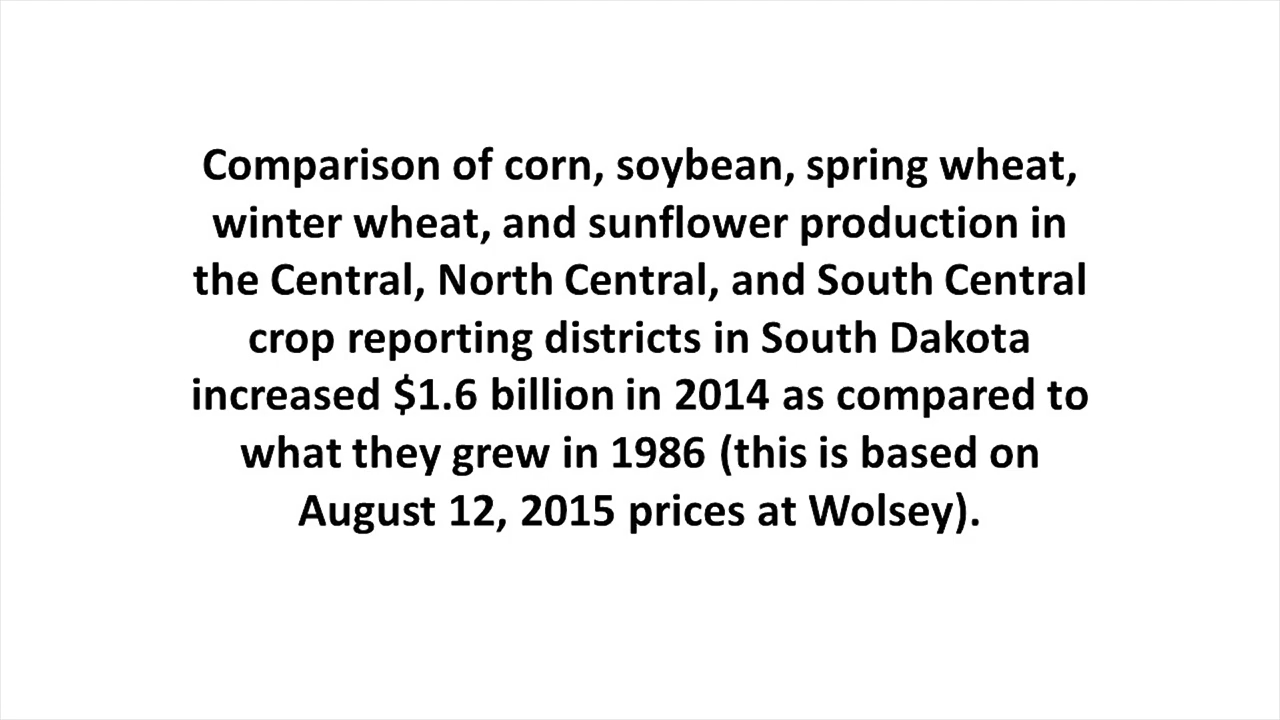 Comparison of corn, soybean, spring wheat,
winter wheat, and sunflower production in
the Central, North Central, and South Central
crop reporting districts in South Dakota
increased $1.6 billion in 2014 as compared to
what they grew in 1986 (this is based on
August 12, 2015 prices at Wolsey).